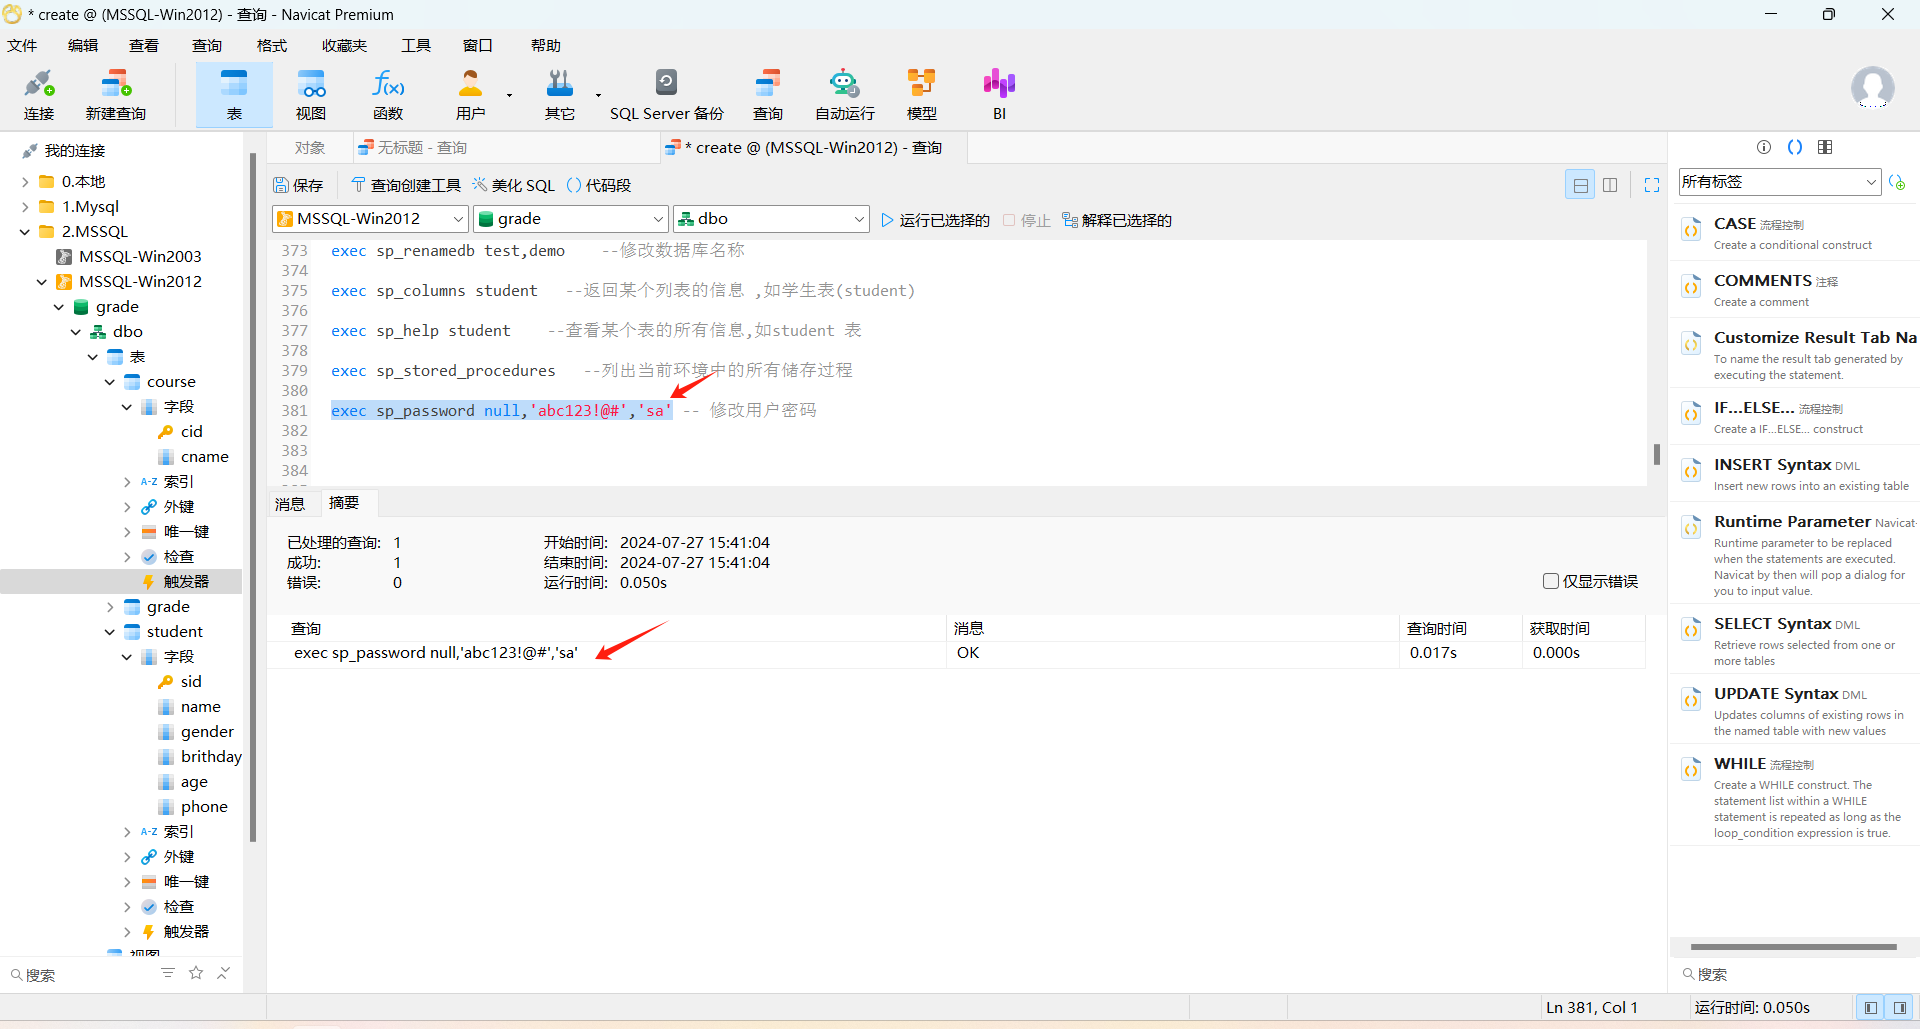 * create @ (MSSQL-Win2012) - 查询 - Navicat Premium
文件 编辑 查看 查询 格式 收藏夹 工具 窗口 帮助
连接 新建查询 表 视图 函数 用户 其它 SQL Server 备份 查询 自动运行 模型 BI
我的连接
0.本地
1.Mysql
2.MSSQL
MSSQL-Win2003
MSSQL-Win2012
grade
dbo
表
course
字段
cid
cname
A-Z 索引
外键
唯一键
检查
触发器
grade
student
字段
sid
name
gender
brithday
age
phone
A-Z 索引
外键
唯一键
检查
触发器
搜索
对象 无标题 - 查询 * create @ (MSSQL-Win2012) - 查询
保存 查询创建工具 美化 SQL 代码段
MSSQL-Win2012 grade dbo 运行已选择的 停止 解释已选择的
373 exec sp_renamedb test,demo --修改数据库名称
374
375 exec sp_columns student --返回某个列表的信息 ,如学生表(student)
376
377 exec sp_help student --查看某个表的所有信息,如student 表
378
379 exec sp_stored_procedures --列出当前环境中的所有储存过程
380
381 exec sp_password null,'abc123!@#','sa' -- 修改用户密码
382
383
384
消息 摘要
已处理的查询: 1 开始时间: 2024-07-27 15:41:04
成功: 1 结束时间: 2024-07-27 15:41:04
错误: 0 运行时间: 0.050s
仅显示错误
查询 消息 查询时间 获取时间
exec sp_password null,'abc123!@#','sa' OK 0.017s 0.000s
所有标签
CASE 流程控制
Create a conditional construct
COMMENTS 注释
Create a comment
Customize Result Tab Na
To name the result tab generated by
executing the statement.
IF...ELSE... 流程控制
Create a IF...ELSE... construct
INSERT Syntax DML
Insert new rows into an existing table
Runtime Parameter Navicat
Runtime parameter to be replaced
when the statements are executed.
Navicat by then will pop a dialog for
you to input value.
SELECT Syntax DML
Retrieve rows selected from one or
more tables
UPDATE Syntax DML
Updates columns of existing rows in
the named table with new values
WHILE 流程控制
Create a WHILE construct. The
statement list within a WHILE
statement is repeated as long as the
loop_condition expression is true.
搜索
Ln 381, Col 1 运行时间: 0.050s